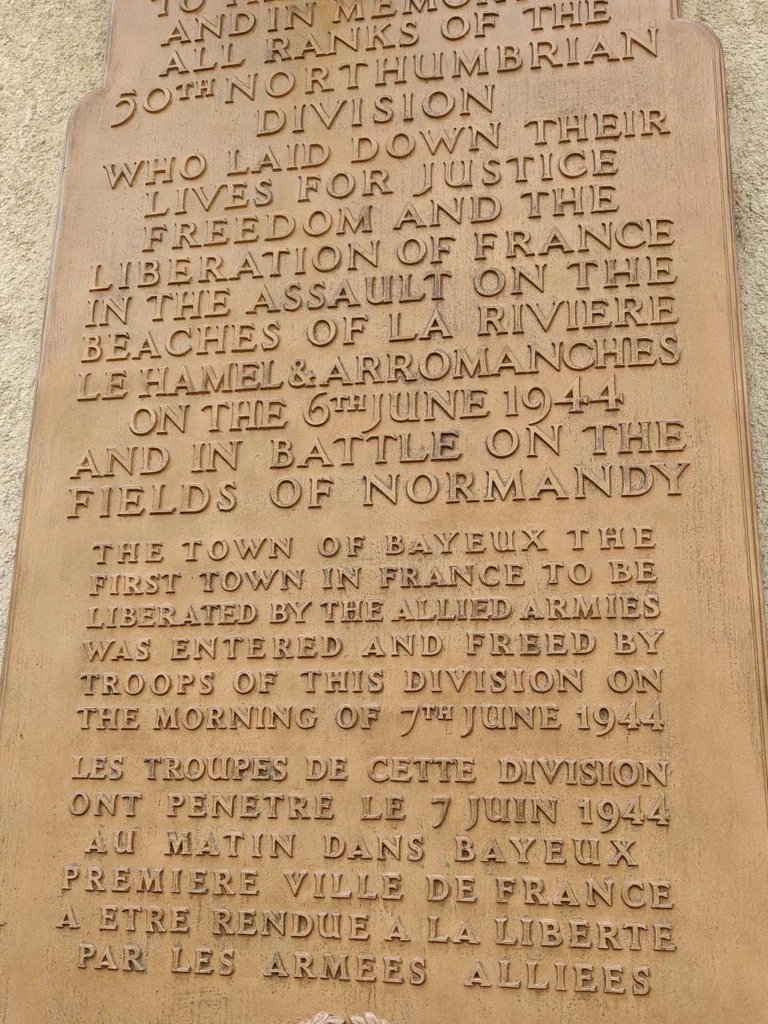 AND IN MEMORY
ALL RANKS OF THE
50TH NORTHUMBRIAN
DIVISION
WHO LAID DOWN THEIR
LIVES FOR JUSTICE
FREEDOM AND THE
LIBERATION OF FRANCE
IN THE ASSAULT ON THE
BEACHES OF LA RIVIERE
LE HAMEL & ARROMANCHES
ON THE 6TH JUNE 1944
AND IN BATTLE ON THE
FIELDS OF NORMANDY
THE TOWN OF BAYEUX THE
FIRST TOWN IN FRANCE TO BE
LIBERATED BY THE ALLIED ARMIES
WAS ENTERED AND FREED BY
TROOPS OF THIS DIVISION ON
THE MORNING OF 7TH JUNE 1944
LES TROUPES DE CETTE DIVISION
ONT PENETRE LE 7 JUIN 1944
AU MATIN DANS BAYEUX
PREMIERE VILLE DE FRANCE
A ETRE RENDUE A LA LIBERTE
PAR LES ARMEES ALLIEES